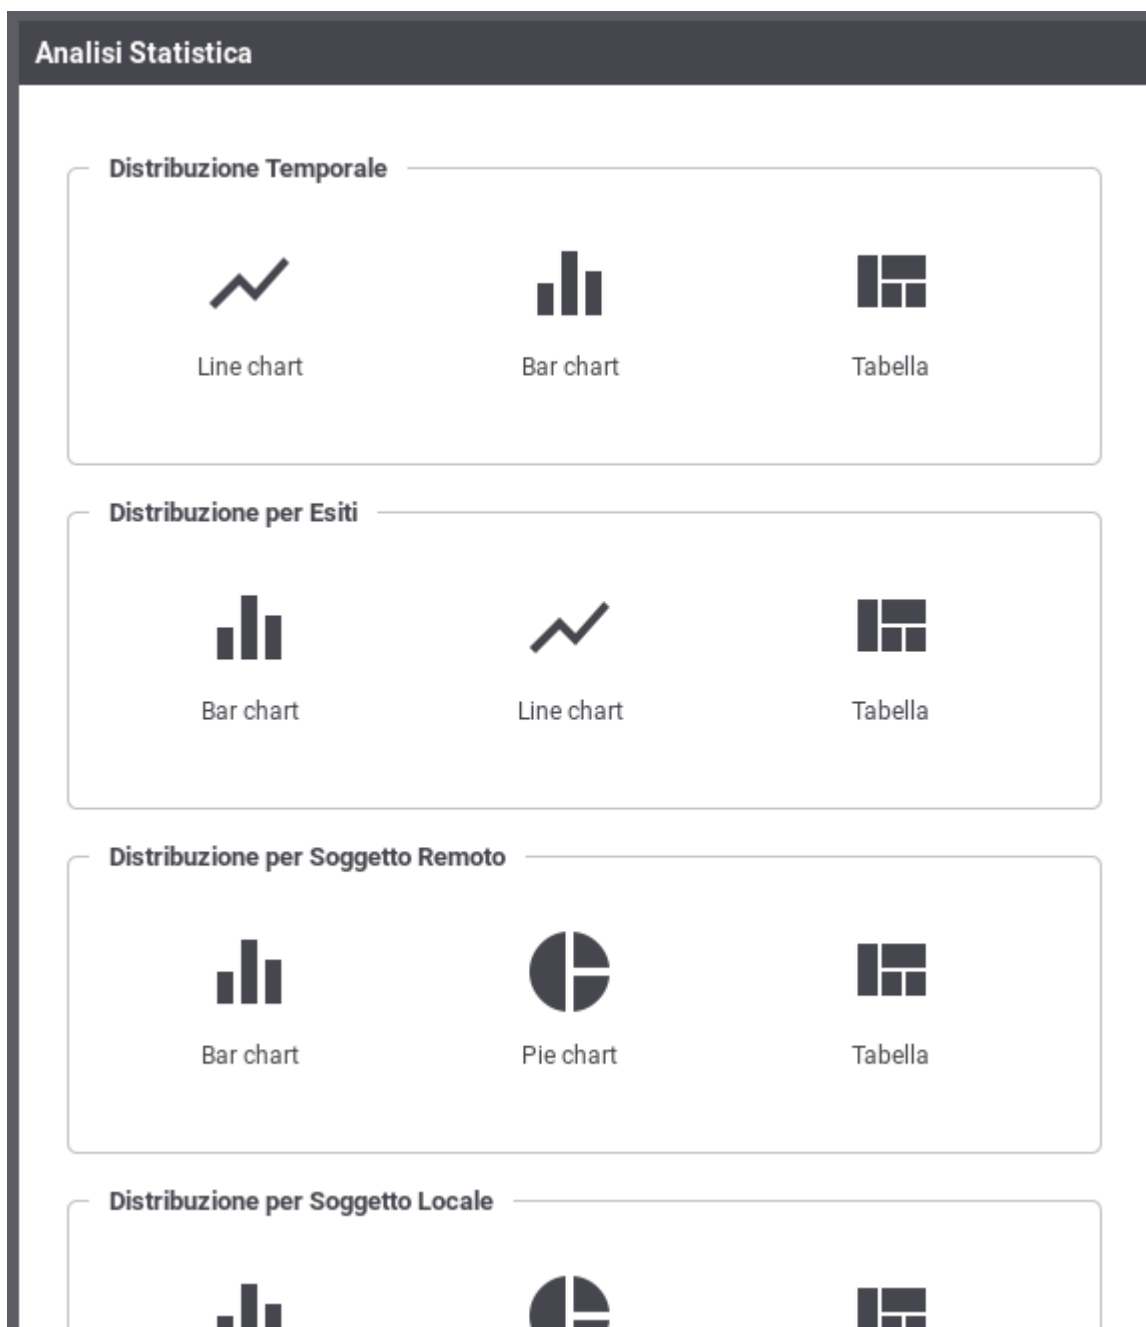 Analisi Statistica
Distribuzione Temporale
Line chart Bar chart Tabella
Distribuzione per Esiti
Bar chart Line chart Tabella
Distribuzione per Soggetto Remoto
Bar chart Pie chart Tabella
Distribuzione per Soggetto Locale